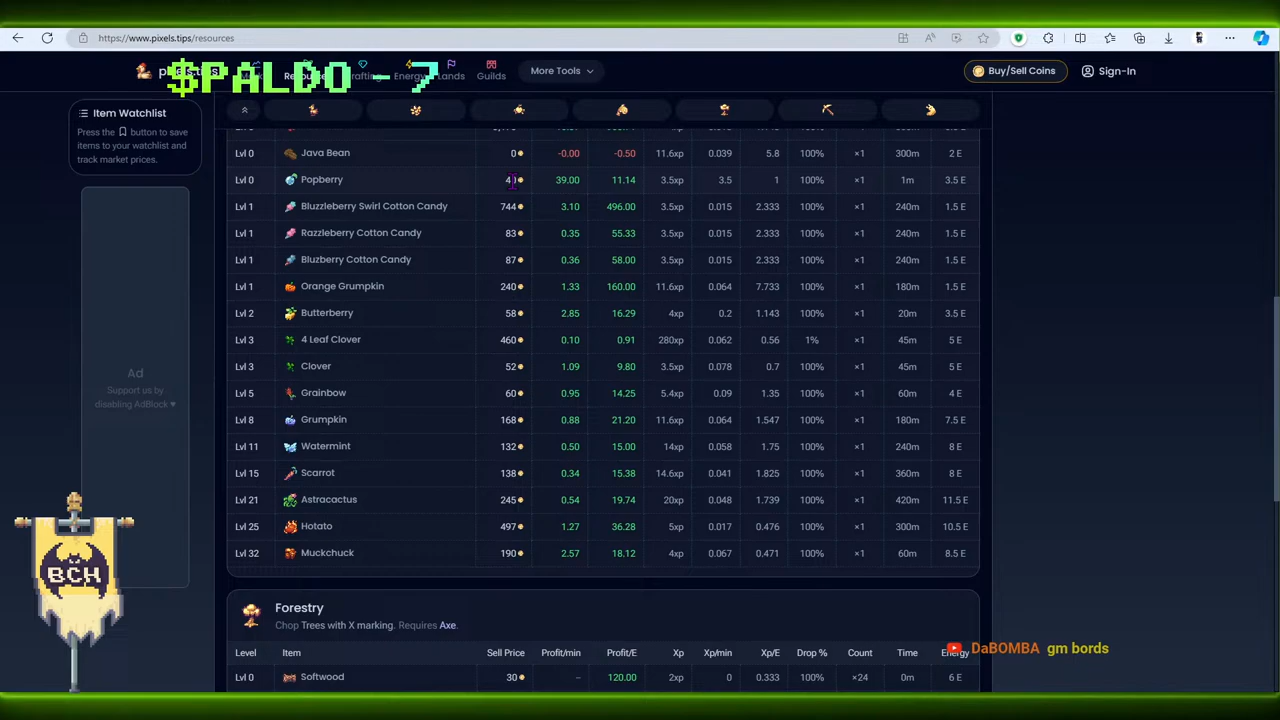 https://www.pixels.tips/resources
pixels.tips
Energy Lands Guilds More Tools Buy/Sell Coins Sign-In
$PALDO -7
Item Watchlist
Press the button to save
items to your watchlist and
track market prices.
Ad
Support us by
disabling AdBlock ♥
Lvl 0 Java Bean 0 -0.00 -0.50 11.6xp 0.039 5.8 100% ×1 300m 2 E
Lvl 0 Popberry 39.00 11.14 3.5xp 3.5 1 100% ×1 1m 3.5 E
Lvl 1 Bluzzleberry Swirl Cotton Candy 744 3.10 496.00 3.5xp 0.015 2.333 100% ×1 240m 1.5 E
Lvl 1 Razzleberry Cotton Candy 83 0.35 55.33 3.5xp 0.015 2.333 100% ×1 240m 1.5 E
Lvl 1 Bluzberry Cotton Candy 87 0.36 58.00 3.5xp 0.015 2.333 100% ×1 240m 1.5 E
Lvl 1 Orange Grumpkin 240 1.33 160.00 11.6xp 0.064 7.733 100% ×1 180m 1.5 E
Lvl 2 Butterberry 58 2.85 16.29 4xp 0.2 1.143 100% ×1 20m 3.5 E
Lvl 3 4 Leaf Clover 460 0.10 0.91 280xp 0.062 0.56 1% ×1 45m 5 E
Lvl 3 Clover 52 1.09 9.80 3.5xp 0.078 0.7 100% ×1 45m 5 E
Lvl 5 Grainbow 60 0.95 14.25 5.4xp 0.09 1.35 100% ×1 60m 4 E
Lvl 8 Grumpkin 168 0.88 21.20 11.6xp 0.064 1.547 100% ×1 180m 7.5 E
Lvl 11 Watermint 132 0.50 15.00 14xp 0.058 1.75 100% ×1 240m 8 E
Lvl 15 Scarrot 138 0.34 15.38 14.6xp 0.041 1.825 100% ×1 360m 8 E
Lvl 21 Astracactus 245 0.54 19.74 20xp 0.048 1.739 100% ×1 420m 11.5 E
Lvl 25 Hotato 497 1.27 36.28 5xp 0.017 0.476 100% ×1 300m 10.5 E
Lvl 32 Muckchuck 190 2.57 18.12 4xp 0.067 0.471 100% ×1 60m 8.5 E
BCH
Forestry
Chop Trees with X marking. Requires Axe.
DaBOMBA gm bords
Level Item Sell Price Profit/min Profit/E Xp Xp/min Xp/E Drop % Count Time Energy
Lvl 0 Softwood 30 – 120.00 2xp 0 0.333 100% ×24 0m 6 E